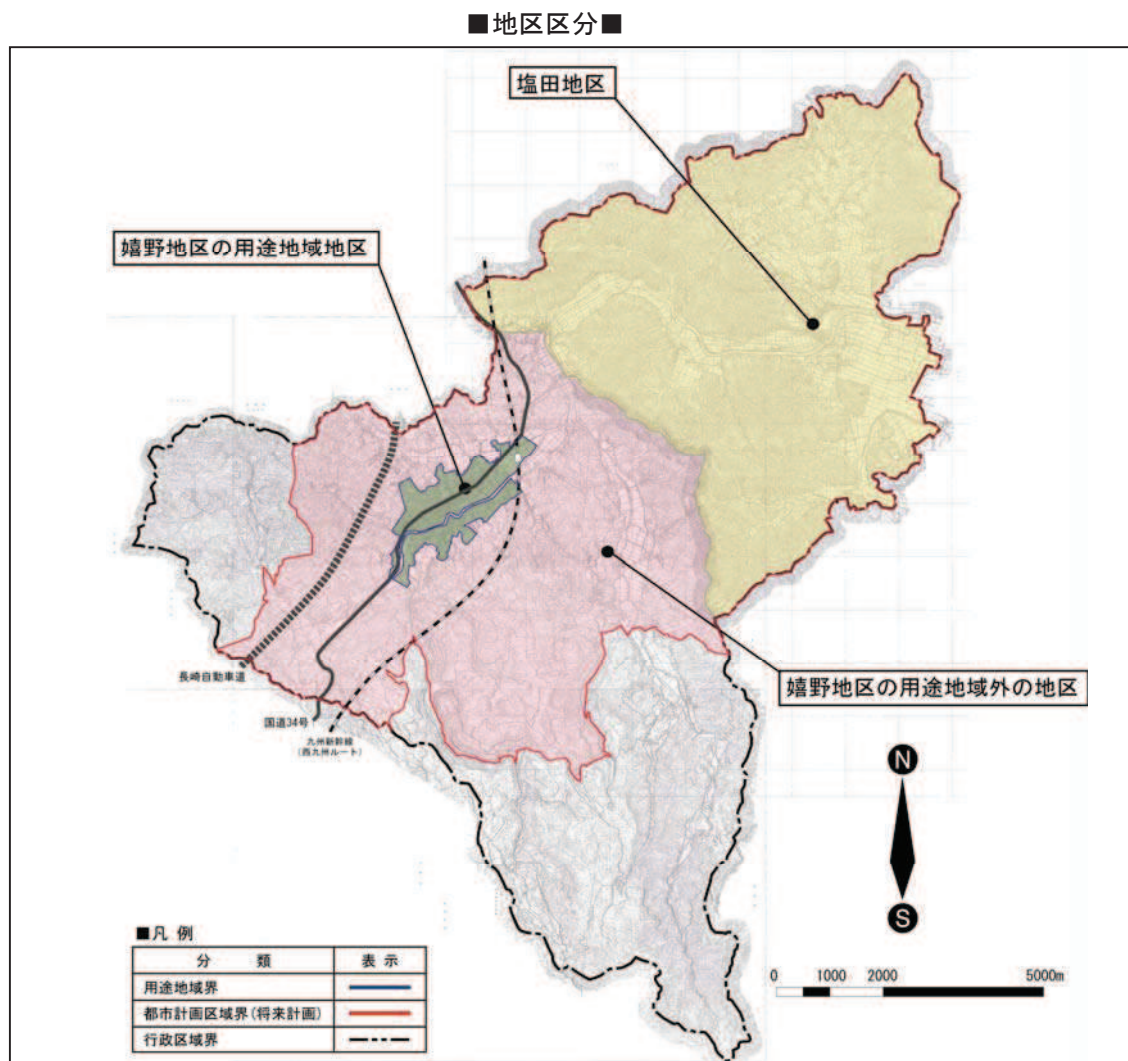 ■地区区分■
塩田地区
嬉野地区の用途地域地区
嬉野地区の用途地域外の地区
長崎自動車道
国道34号
九州新幹線
(西九州ルート)
N
S
■凡 例
分 類 表 示
用途地域界
都市計画区域界(将来計画)
行政区域界
0 1000 2000 5000m